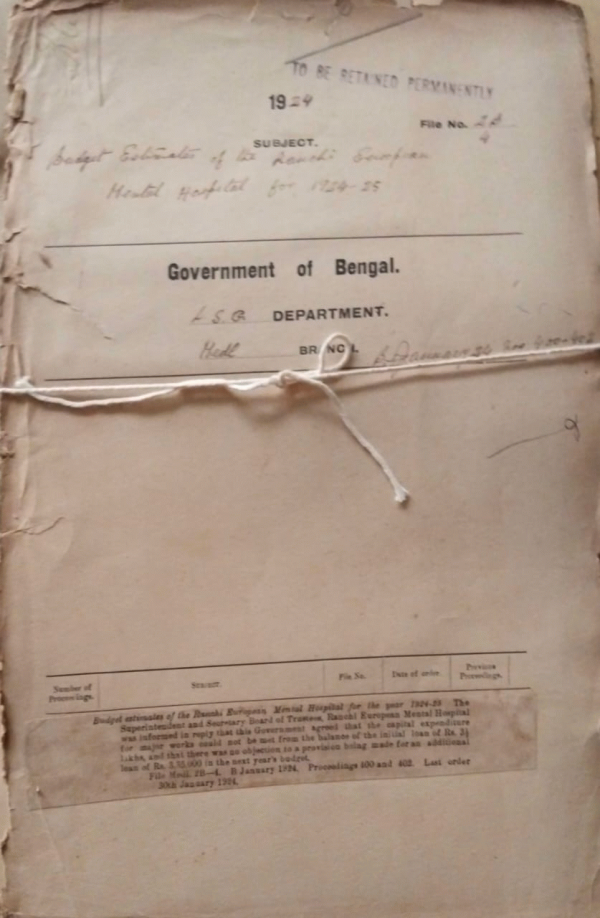 TO BE RETAINED PERMANENTLY
1924
File No.
4
SUBJECT.
Budget Estimates of the Ranchi European
Mental Hospital for 1924-25
Government of Bengal.
L. S. G. DEPARTMENT.
Medl BRANCH.
Number of Proceedings.
Subject.
File No.
Date of order.
Previous Proceedings.
Budget estimates of the Ranchi European Mental Hospital for the year 1924-25 The
Superintendent and Secretary Board of Trustees, Ranchi European Mental Hospital
was informed in reply that this Government agreed that the capital expenditure
for major works could not be met from the balance of the initial loan of Rs.
lakhs, and that there was no objection to a provision being made for an additional
loan of Rs. in the next year's budget.
File Medl. B January 1924. Proceedings 400 and 402. Last order
30th January 1924.